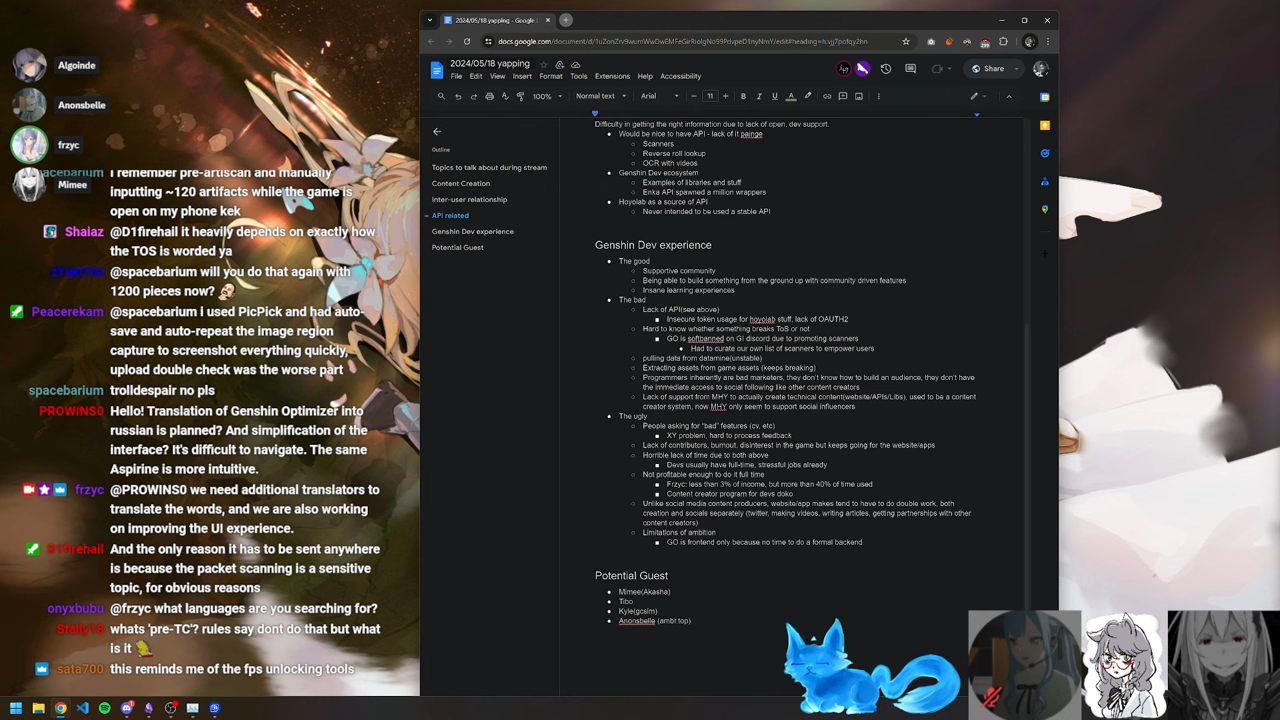 Algoinde
Anonsbelle
frzyc
Mimee
spacebarium I remember pre-artiscan and manually
inputting ~120 artifacts while the game is
open on my phone kek
Shaiaz @D1firehail it heavily depends on exactly how
the TOS is worded ya
@spacebarium will you do that again with
1200 pieces now?
Peacerekam @spacebarium i used PicPick and had auto-
save and auto-repeat the image region
capture to screenshot everything quickly,
upload double check was the worse part
spacebarium trolldespair no pls
PROWINS0 Hello! Translation of Genshin Optimizer into
russian is planned? And simplification of the
interface? It's difficult to navigate. The same
Aspirine is more intuitive.
frzyc @PROWINS0 we need additional translators to
translate the words, and we are also working
on improving the UI experience.
D1firehail And the only reason it has to be sent anywhere
is because the packet scanning is a sensitive
topic, for obvious reasons
onyxbubu @frzyc what languages are you searching for?
Stally18 whats 'pre-TC'? rules say dont do that but what
is it
sata700 this reminds me of the fps unlocking tools
2024/05/18 yapping - Google D
2024/05/18 yapping
File Edit View Insert Format Tools Extensions Help Accessibility
Share
100% Normal text Arial 11 B I U A
Outline
Topics to talk about during stream
Content Creation
Inter-user relationship
API related
Genshin Dev experience
Potential Guest
Difficulty in getting the right information due to lack of open, dev support.
● Would be nice to have API - lack of it painge
○ Scanners
○ Reverse roll lookup
○ OCR with videos
● Genshin Dev ecosystem
○ Examples of libraries and stuff
○ Enka API spawned a million wrappers
● Hoyolab as a source of API
○ Never intended to be used a stable API
Genshin Dev experience
● The good
○ Supportive community
○ Being able to build something from the ground up with community driven features
○ Insane learning experiences
● The bad
○ Lack of API(see above)
■ Insecure token usage for hoyolab stuff, lack of OAUTH2
○ Hard to know whether something breaks ToS or not
■ GO is softbanned on GI discord due to promoting scanners
● Had to curate our own list of scanners to empower users
○ pulling data from datamine(unstable)
○ Extracting assets from game assets (keeps breaking)
○ Programmers inherently are bad marketers, they don't know how to build an audience, they don't have
the immediate access to social following like other content creators
○ Lack of support from MHY to actually create technical content(website/APIs/Libs), used to be a content
creator system, now MHY only seem to support social influencers
● The ugly
○ People asking for "bad" features (cv, etc)
■ XY problem, hard to process feedback
○ Lack of contributors, burnout, disinterest in the game but keeps going for the website/apps
○ Horrible lack of time due to both above
■ Devs usually have full-time, stressful jobs already
○ Not profitable enough to do it full time
■ Frzyc: less than 3% of income, but more than 40% of time used
■ Content creator program for devs doko
○ Unlike social media content producers, website/app makes tend to have to do double work, both
creation and socials separately (twitter, making videos, writing articles, getting partnerships with other
content creators)
○ Limitations of ambition
■ GO is frontend only because no time to do a formal backend
Potential Guest
● Mimee(Akasha)
● Tibo
● Kyle(gcsim)
● Anonsbelle (ambr.top)